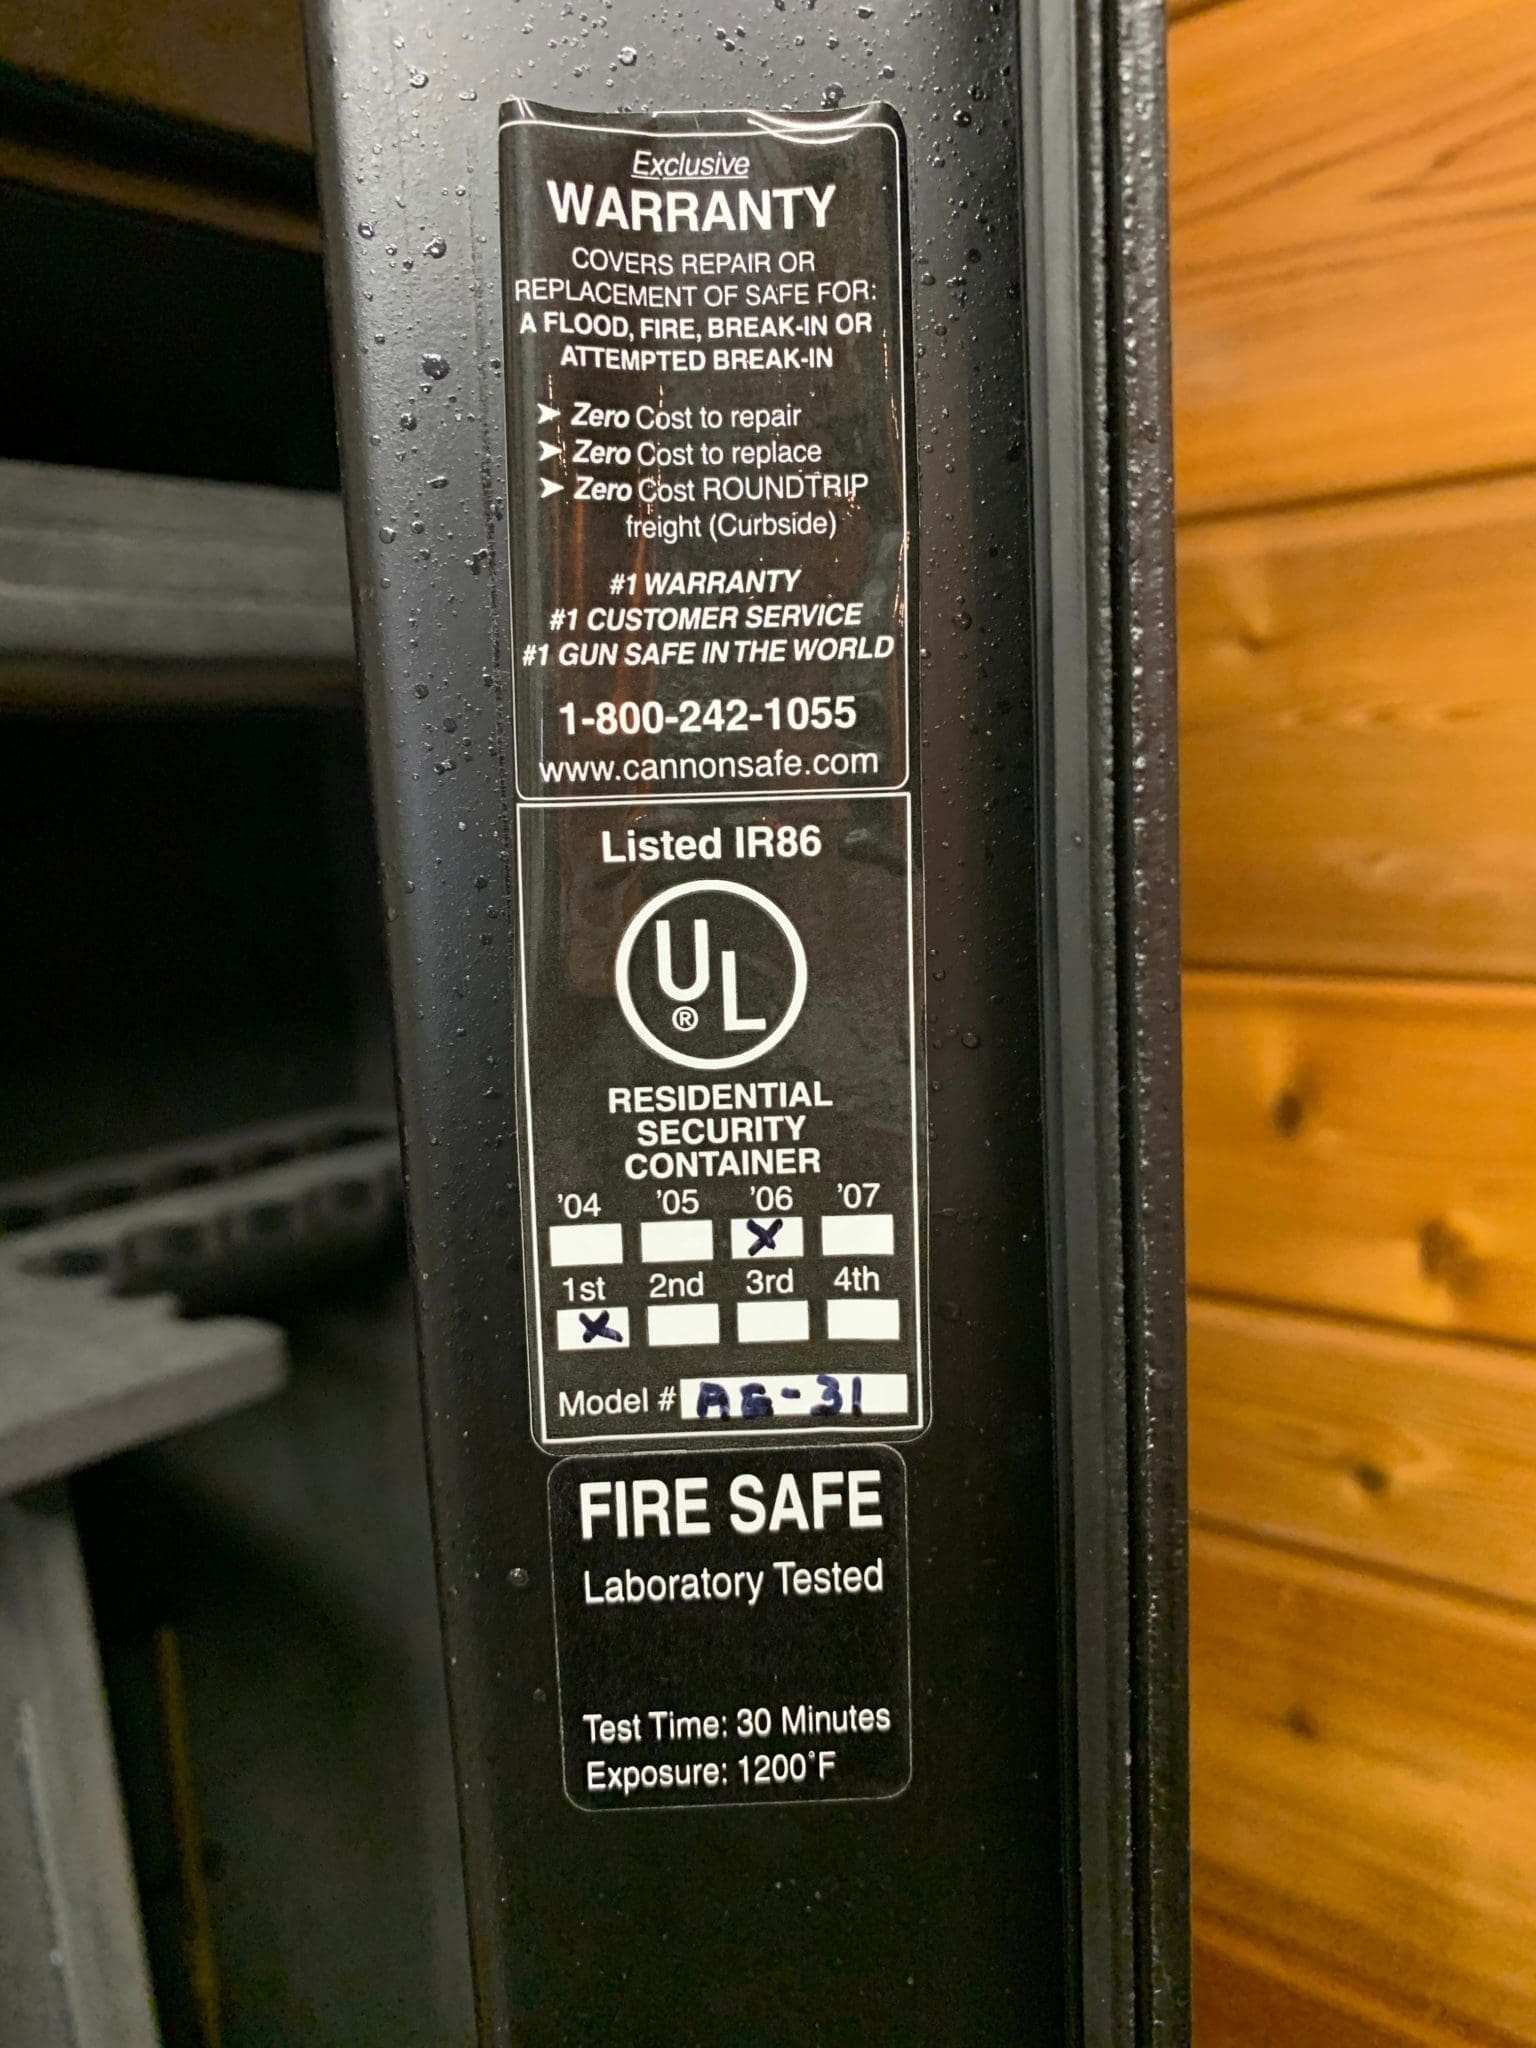 Exclusive
WARRANTY
COVERS REPAIR OR
REPLACEMENT OF SAFE FOR:
A FLOOD, FIRE, BREAK-IN OR
ATTEMPTED BREAK-IN
➤ Zero Cost to repair
➤ Zero Cost to replace
➤ Zero Cost ROUNDTRIP
freight (Curbside)
#1 WARRANTY
#1 CUSTOMER SERVICE
#1 GUN SAFE IN THE WORLD
1-800-242-1055
www.cannonsafe.com
Listed IR86
UL
®
RESIDENTIAL
SECURITY
CONTAINER
'04 '05 '06 '07
X
1st 2nd 3rd 4th
X
Model # AG-31
FIRE SAFE
Laboratory Tested
Test Time: 30 Minutes
Exposure: 1200°F